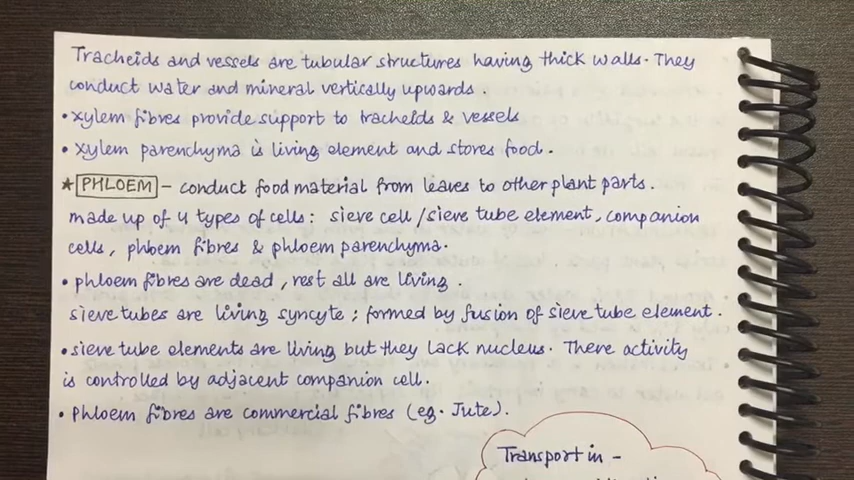 Tracheids and vessels are tubular structures having thick walls. They
conduct water and mineral vertically upwards.
• xylem fibres provide support to tracheids & vessels
• xylem parenchyma is living element and stores food.
★ PHLOEM - conduct food material from leaves to other plant parts.
made up of 4 types of cells: sieve cell/sieve tube element, companion
cells, phloem fibres & phloem parenchyma.
• phloem fibres are dead, rest all are living.
sieve tubes are living syncyte; formed by fusion of sieve tube element.
• sieve tube elements are living but they lack nucleus. There activity
is controlled by adjacent companion cell.
• Phloem fibres are commercial fibres (eg. Jute).
Transport in -